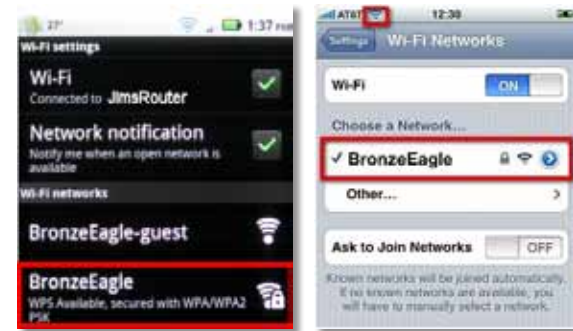 27°
1:37 PM
Wi-Fi settings
Wi-Fi
Connected to JimsRouter
Network notification
Notify me when an open network is
available
Wi-Fi networks
BronzeEagle-guest
BronzeEagle
WPS Available, secured with WPA/WPA2
PSK
AT&T
12:38
Settings
Wi-Fi Networks
Wi-Fi
ON
Choose a Network...
BronzeEagle
Other...
Ask to Join Networks
OFF
Known networks will be joined automatically.
If no known networks are available, you
will have to manually select a network.